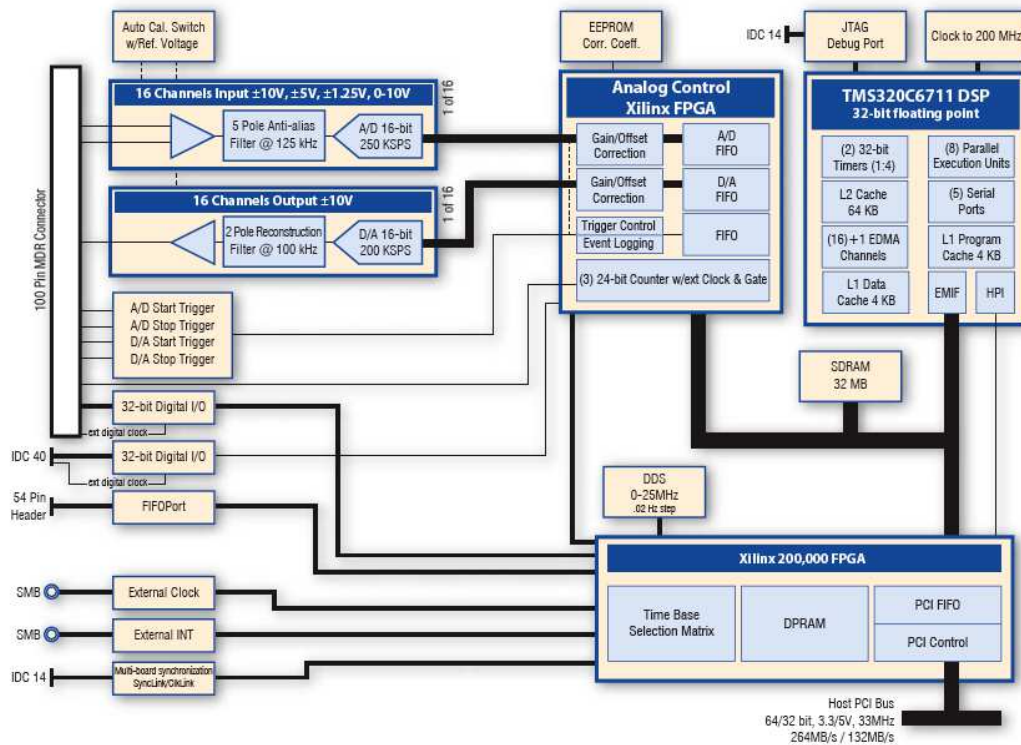 Auto Cal. Switch
w/Ref. Voltage
EEPROM
Corr. Coeff.
IDC 14
JTAG
Debug Port
Clock to 200 MHz
100 Pin MDR Connector
16 Channels Input ±10V, ±5V, ±1.25V, 0-10V
1 of 16
5 Pole Anti-alias
Filter @ 125 kHz
A/D 16-bit
250 KSPS
16 Channels Output ±10V
1 of 16
2 Pole Reconstruction
Filter @ 100 kHz
D/A 16-bit
200 KSPS
Analog Control
Xilinx FPGA
Gain/Offset
Correction
A/D
FIFO
Gain/Offset
Correction
D/A
FIFO
Trigger Control
Event Logging
FIFO
(3) 24-bit Counter w/ext Clock & Gate
TMS320C6711 DSP
32-bit floating point
(2) 32-bit
Timers (1:4)
(8) Parallel
Execution Units
L2 Cache
64 KB
(5) Serial
Ports
(16)+1 EDMA
Channels
L1 Program
Cache 4 KB
L1 Data
Cache 4 KB
EMIF
HPI
A/D Start Trigger
A/D Stop Trigger
D/A Start Trigger
D/A Stop Trigger
SDRAM
32 MB
32-bit Digital I/O
ext digital clock
IDC 40
32-bit Digital I/O
ext digital clock
54 Pin
Header
FIFOPort
DDS
0-25MHz
.02 Hz step
Xilinx 200,000 FPGA
Time Base
Selection Matrix
DPRAM
PCI FIFO
PCI Control
SMB
External Clock
SMB
External INT
IDC 14
Multi-board synchronization
SyncLink/ClkLink
Host PCI Bus
64/32 bit, 3.3/5V, 33MHz
264MB/s / 132MB/s